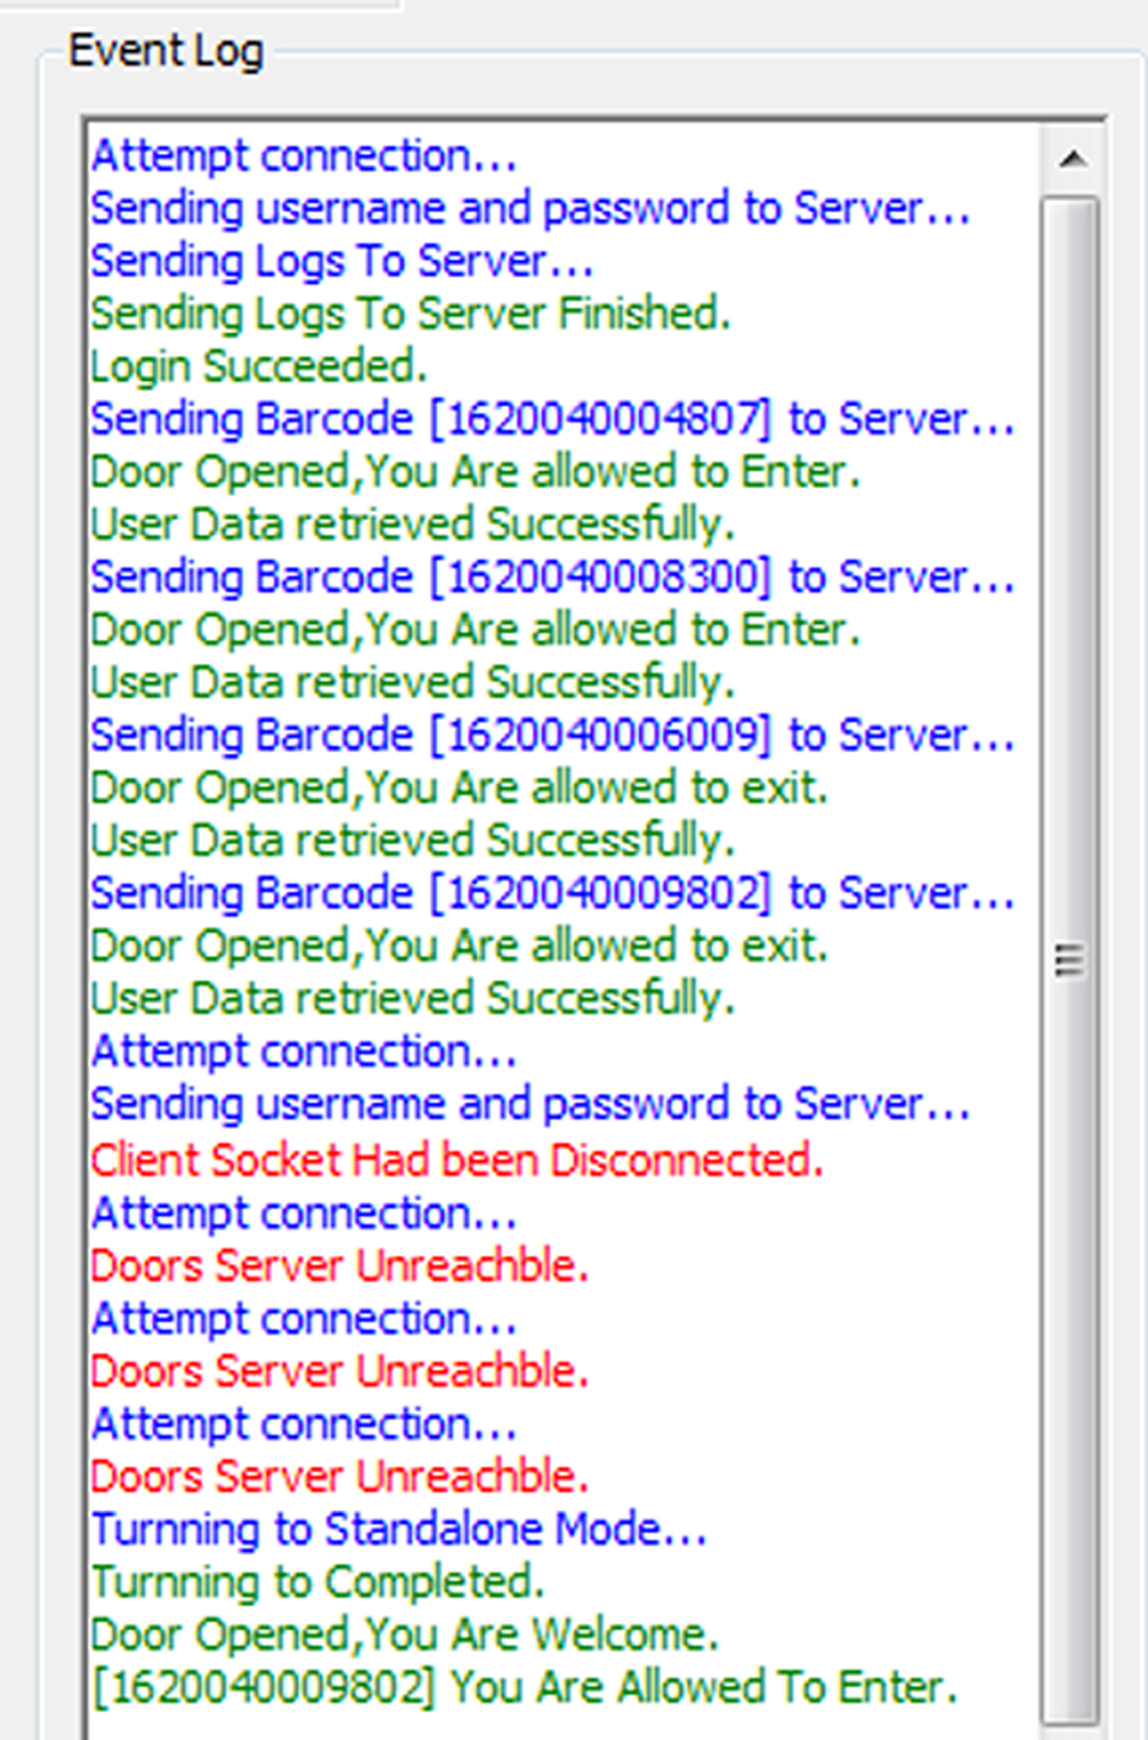 Event Log
Attempt connection...
Sending username and password to Server...
Sending Logs To Server...
Sending Logs To Server Finished.
Login Succeeded.
Sending Barcode [1620040004807] to Server...
Door Opened,You Are allowed to Enter.
User Data retrieved Successfully.
Sending Barcode [1620040008300] to Server...
Door Opened,You Are allowed to Enter.
User Data retrieved Successfully.
Sending Barcode [1620040006009] to Server...
Door Opened,You Are allowed to exit.
User Data retrieved Successfully.
Sending Barcode [1620040009802] to Server...
Door Opened,You Are allowed to exit.
User Data retrieved Successfully.
Attempt connection...
Sending username and password to Server...
Client Socket Had been Disconnected.
Attempt connection...
Doors Server Unreachble.
Attempt connection...
Doors Server Unreachble.
Attempt connection...
Doors Server Unreachble.
Turnning to Standalone Mode...
Turnning to Completed.
Door Opened,You Are Welcome.
[1620040009802] You Are Allowed To Enter.